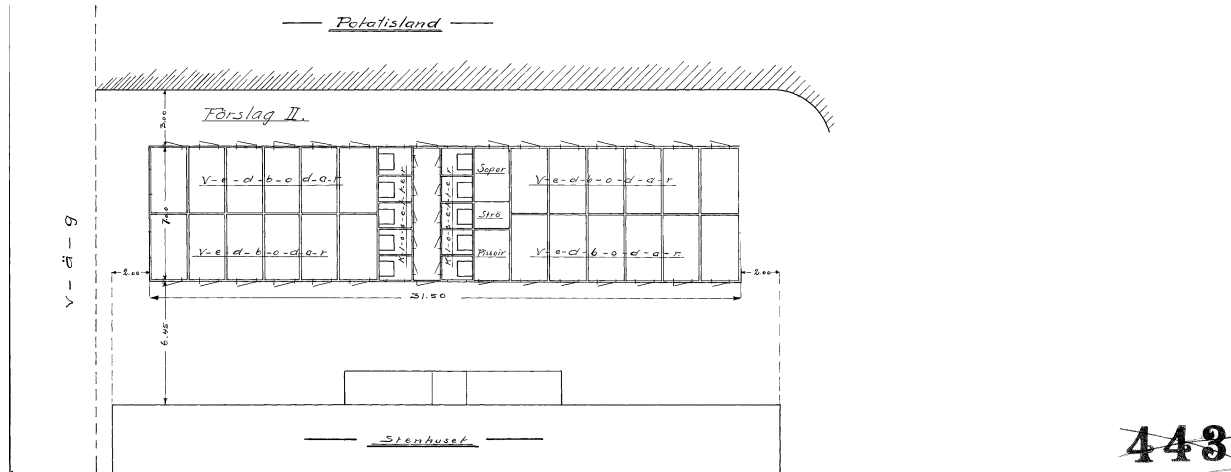 Potatisland
Förslag II.
3.00
V-e-d-b-o-d-a-r
K-l-o-s-e-t-t-e-r
K-l-o-s-e-t-t-e-r
Sopor
V-e-d-b-o-d-a-r
Strö
7.00
V-ä-g
V-e-d-b-o-d-a-r
Pissoir
V-e-d-b-o-d-a-r
2.00
2.00
31.50
6.45
Stenhuset
443